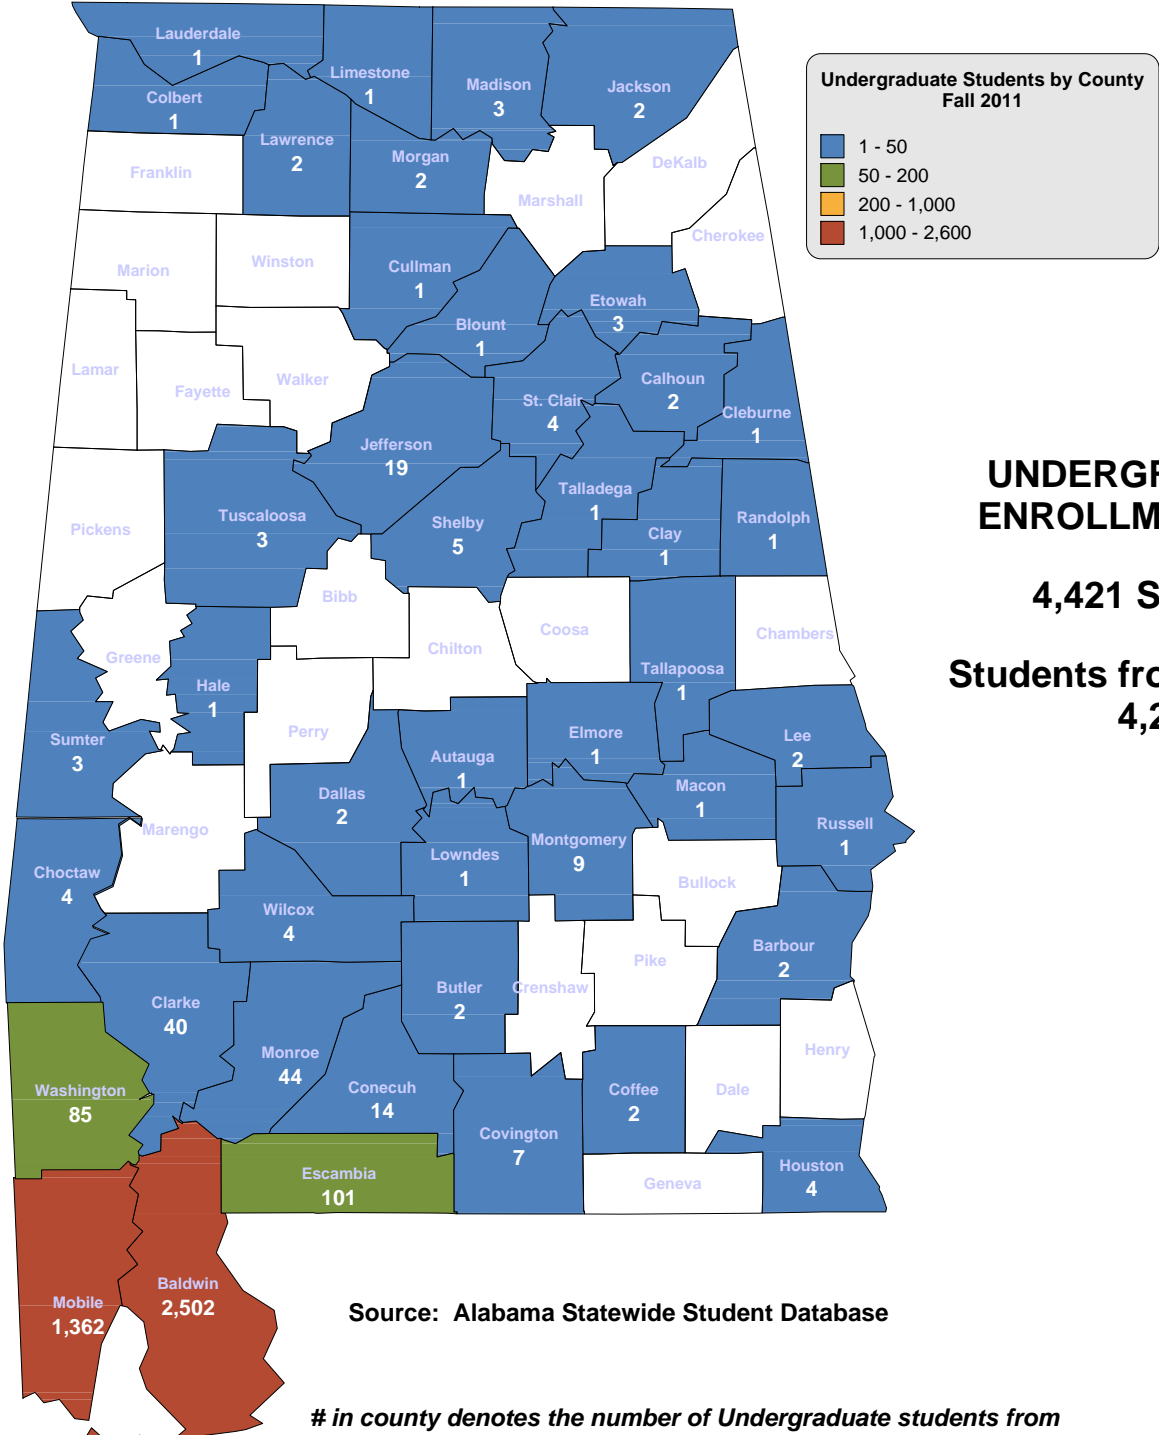 Undergraduate Students by County
Fall 2011
1 - 50
50 - 200
200 - 1,000
1,000 - 2,600
Lauderdale
1
Limestone
1
Madison
3
Jackson
2
Colbert
1
Lawrence
2
Morgan
2
Franklin
DeKalb
Marshall
Cherokee
Marion
Winston
Cullman
1
Etowah
3
Blount
1
Lamar
Fayette
Walker
St. Clair
4
Calhoun
2
Cleburne
1
Jefferson
19
Talladega
1
Randolph
1
Pickens
Tuscaloosa
3
Shelby
5
Clay
1
Bibb
Chilton
Coosa
Chambers
Greene
Hale
1
Tallapoosa
1
Perry
Sumter
3
Autauga
1
Elmore
1
Lee
2
Dallas
2
Macon
1
Marengo
Russell
1
Montgomery
9
Lowndes
1
Choctaw
4
Bullock
Wilcox
4
Barbour
2
Pike
Clarke
40
Butler
2
Crenshaw
Monroe
44
Henry
Washington
85
Conecuh
14
Coffee
2
Dale
Covington
7
Escambia
101
Geneva
Houston
4
Mobile
1,362
Baldwin
2,502
UNDERGR
ENROLLM
4,421 S
Students fro
4,2
Source: Alabama Statewide Student Database
# in county denotes the number of Undergraduate students from